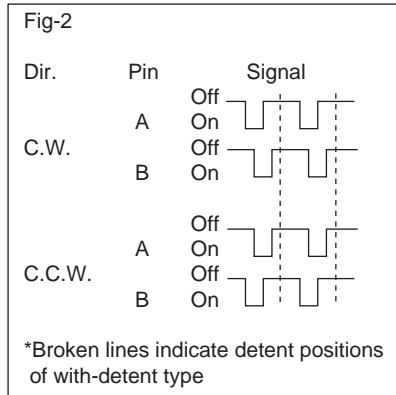 Fig-2
Dir. Pin Signal
Off
A On
C.W. Off
B On
Off
A On
C.C.W. Off
B On
*Broken lines indicate detent positions
of with-detent type